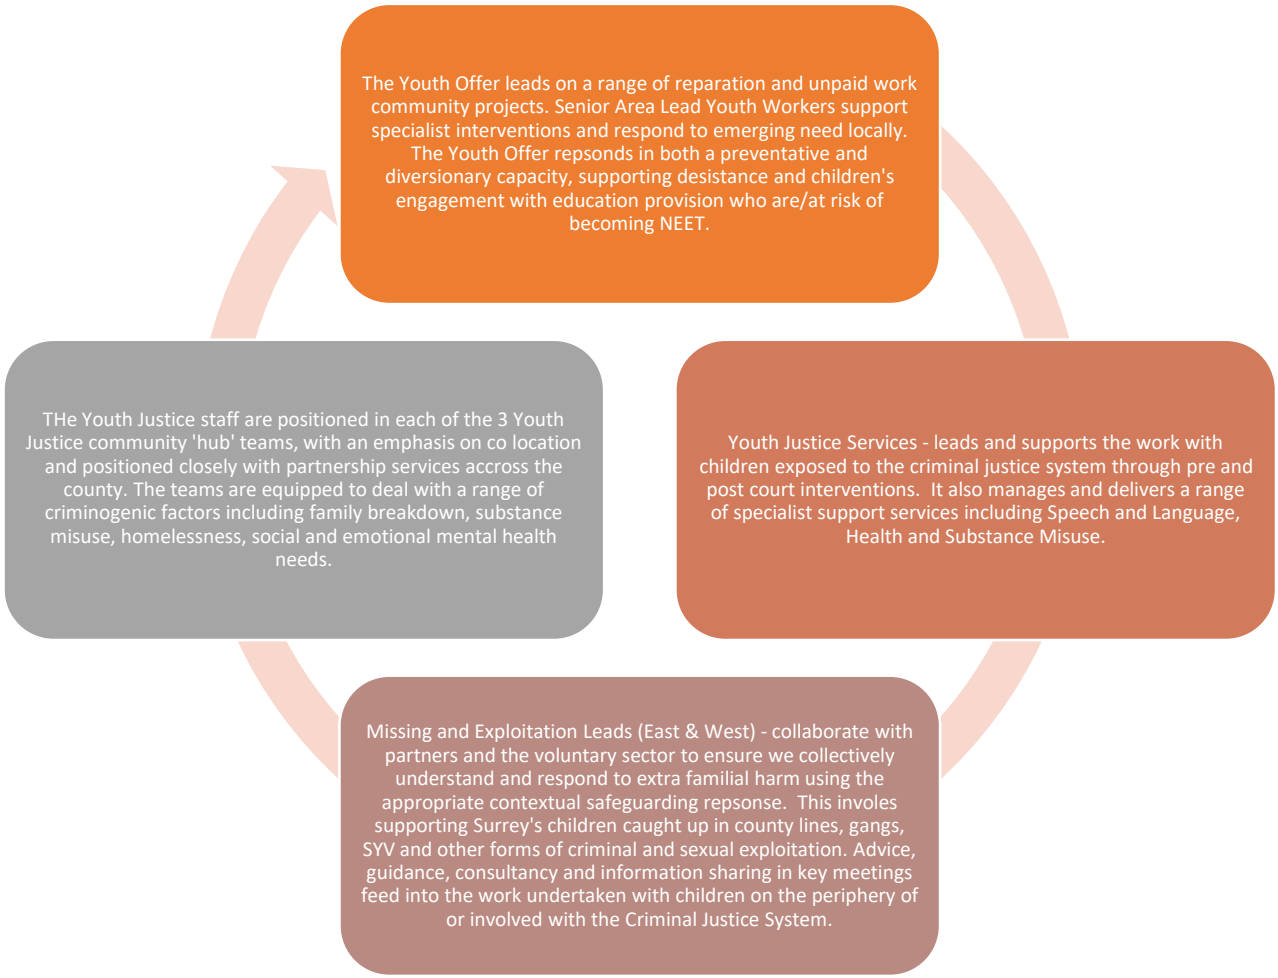 The Youth Offer leads on a range of reparation and unpaid work
community projects. Senior Area Lead Youth Workers support
specialist interventions and respond to emerging need locally.
The Youth Offer repsonds in both a preventative and
diversionary capacity, supporting desistance and children's
engagement with education provision who are/at risk of
becoming NEET.
Youth Justice Services - leads and supports the work with
children exposed to the criminal justice system through pre and
post court interventions.  It also manages and delivers a range
of specialist support services including Speech and Language,
Health and Substance Misuse.
Missing and Exploitation Leads (East & West) - collaborate with
partners and the voluntary sector to ensure we collectively
understand and respond to extra familial harm using the
appropriate contextual safeguarding repsonse.  This involes
supporting Surrey's children caught up in county lines, gangs,
SYV and other forms of criminal and sexual exploitation. Advice,
guidance, consultancy and information sharing in key meetings
feed into the work undertaken with children on the periphery of
or involved with the Criminal Justice System.
THe Youth Justice staff are positioned in each of the 3 Youth
Justice community 'hub' teams, with an emphasis on co location
and positioned closely with partnership services accross the
county. The teams are equipped to deal with a range of
criminogenic factors including family breakdown, substance
misuse, homelessness, social and emotional mental health
needs.